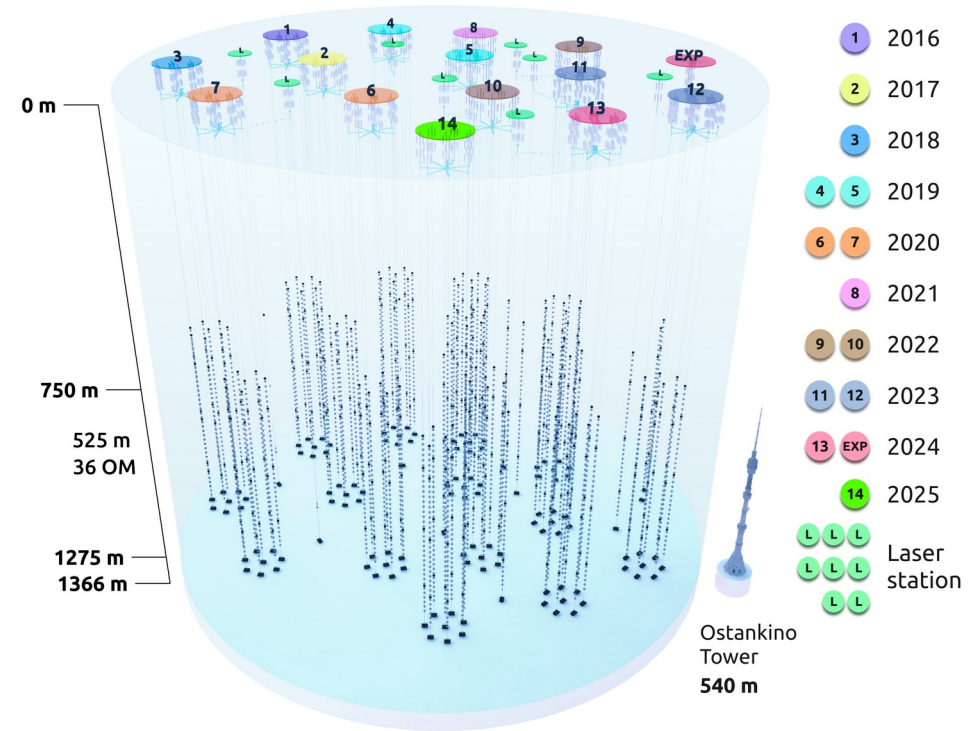 1
4
8
L
9
3
L
2
5
L
EXP
L
11
L
7
L
6
L
10
12
0 m
14
L
13
750 m
525 m
36 OM
1275 m
1366 m
Ostankino
Tower
540 m
1 2016
2 2017
3 2018
4 5 2019
6 7 2020
8 2021
9 10 2022
11 12 2023
13 EXP 2024
14 2025
L L L
L L L
L L
Laser
station